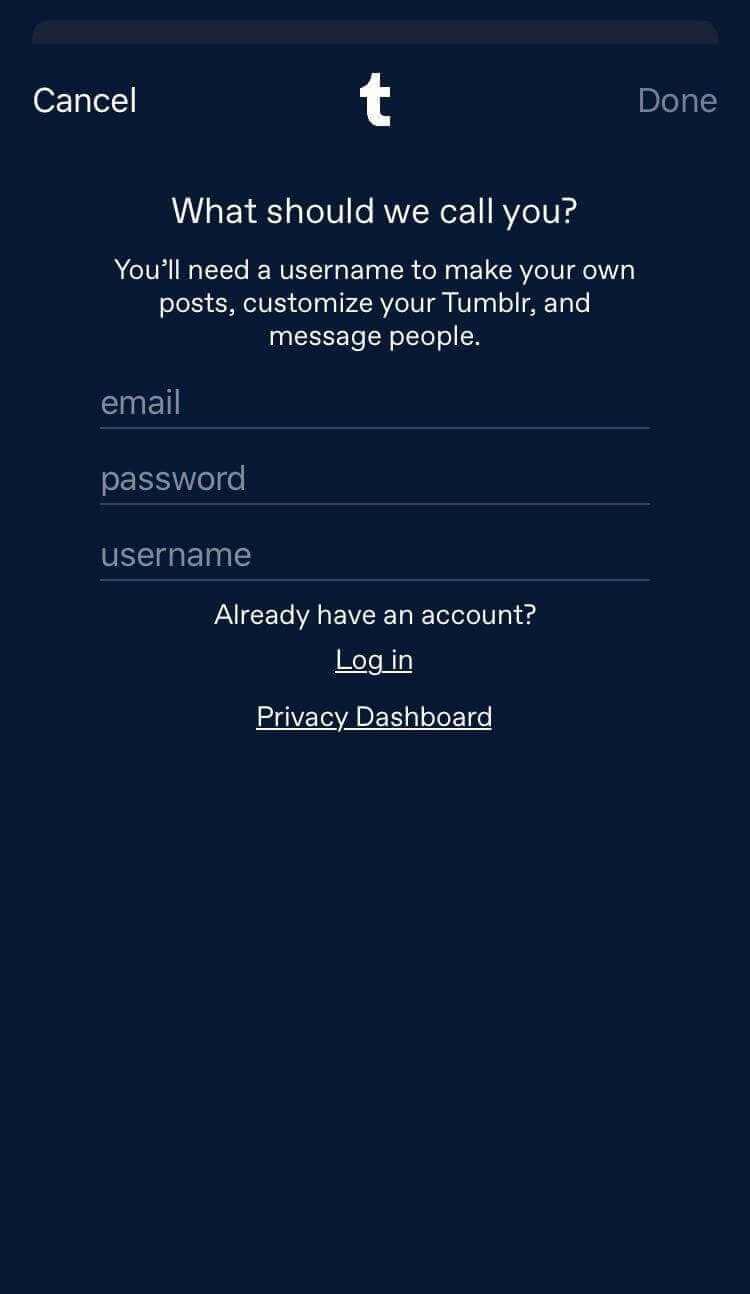 Cancel
t
Done
What should we call you?
You’ll need a username to make your own
posts, customize your Tumblr, and
message people.
email
password
username
Already have an account?
Log in
Privacy Dashboard